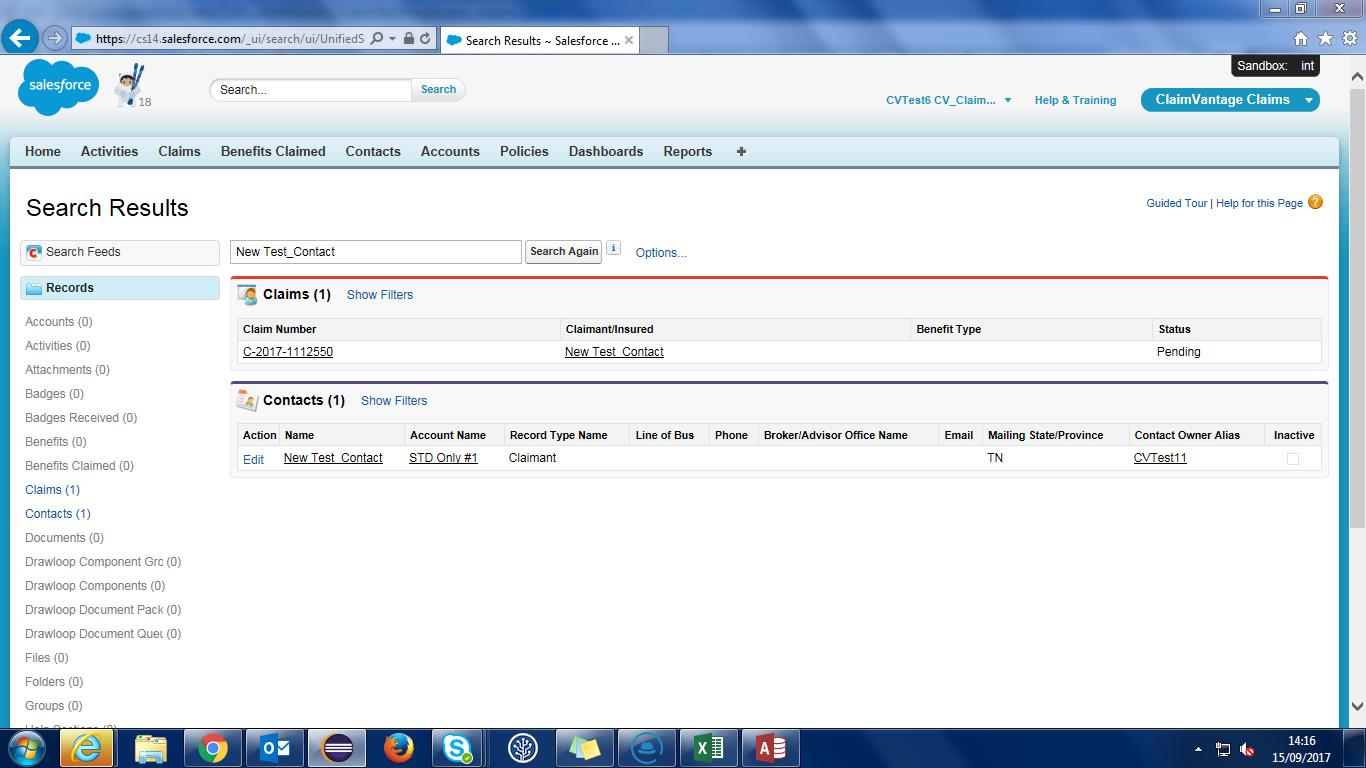 https://cs14.salesforce.com/_ui/search/ui/UnifiedS
Search Results ~ Salesforce ...
Sandbox: int
salesforce
18
Search...
Search
CVTest6 CV_Claim...
Help & Training
ClaimVantage Claims
Home Activities Claims Benefits Claimed Contacts Accounts Policies Dashboards Reports +
Search Results
Guided Tour | Help for this Page ?
Search Feeds
New Test_Contact
Search Again
i
Options...
Records
Claims (1) Show Filters
Claim Number Claimant/Insured Benefit Type Status
C-2017-1112550 New Test_Contact Pending
Contacts (1) Show Filters
Action Name Account Name Record Type Name Line of Bus Phone Broker/Advisor Office Name Email Mailing State/Province Contact Owner Alias Inactive
Edit New Test_Contact STD Only #1 Claimant TN CVTest11
Accounts (0)
Activities (0)
Attachments (0)
Badges (0)
Badges Received (0)
Benefits (0)
Benefits Claimed (0)
Claims (1)
Contacts (1)
Documents (0)
Drawloop Component Grc (0)
Drawloop Components (0)
Drawloop Document Pack (0)
Drawloop Document Queu (0)
Files (0)
Folders (0)
Groups (0)
14:16
15/09/2017